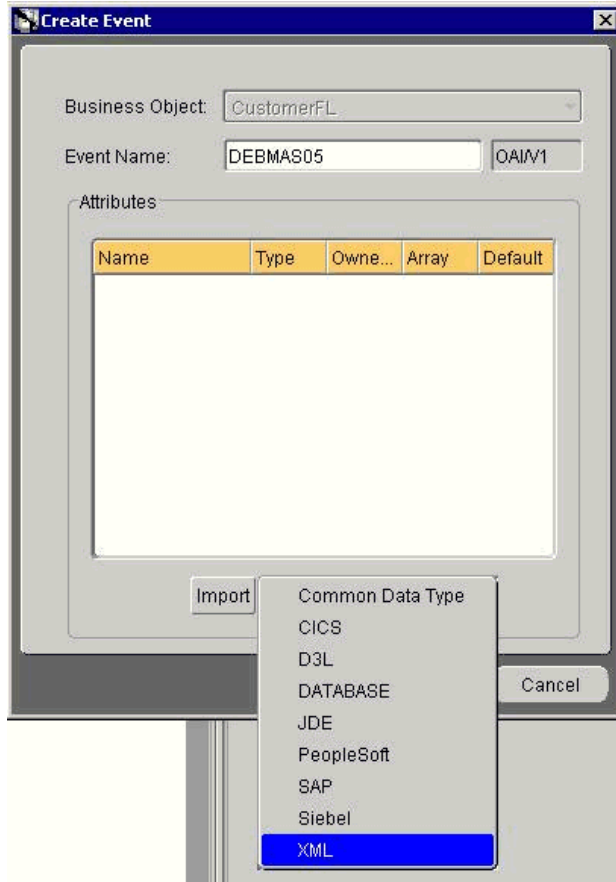 Create Event
Business Object: CustomerFL
Event Name: DEBMAS05 OAI/V1
Attributes
Name Type Owne... Array Default
Import
Common Data Type
CICS
D3L
DATABASE
Cancel
JDE
PeopleSoft
SAP
Siebel
XML